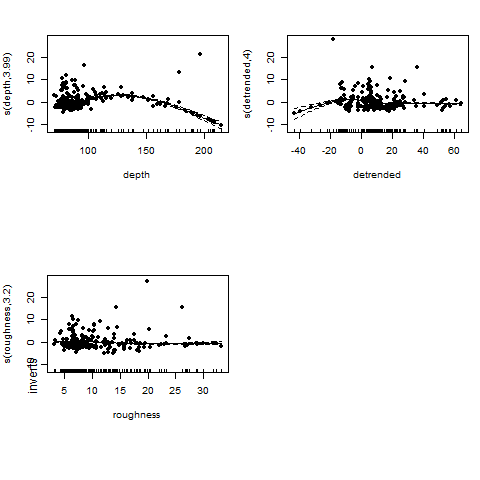 s(depth,3.99)
-10 0 10 20
100 150 200
depth
s(detrended,4)
-10 0 10 20
-40 -20 0 20 40 60
detrended
s(roughness,3.2)
-10 0 10 20
5 10 15 20 25 30
roughness
inverts